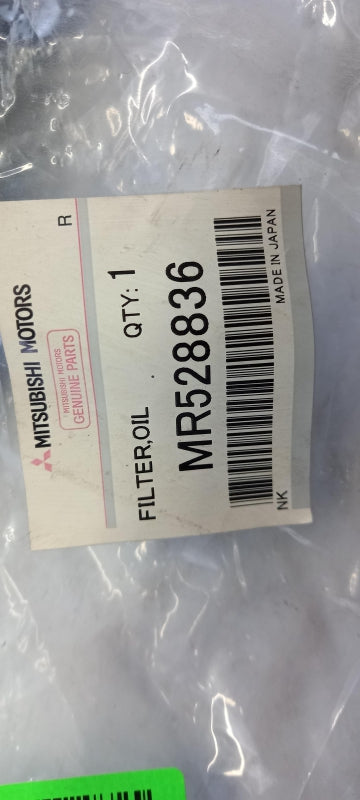 MITSUBISHI MOTORS
R
MITSUBISHI MOTORS
GENUINE PARTS
FILTER,OIL QTY: 1
MR528836
NK MADE IN JAPAN